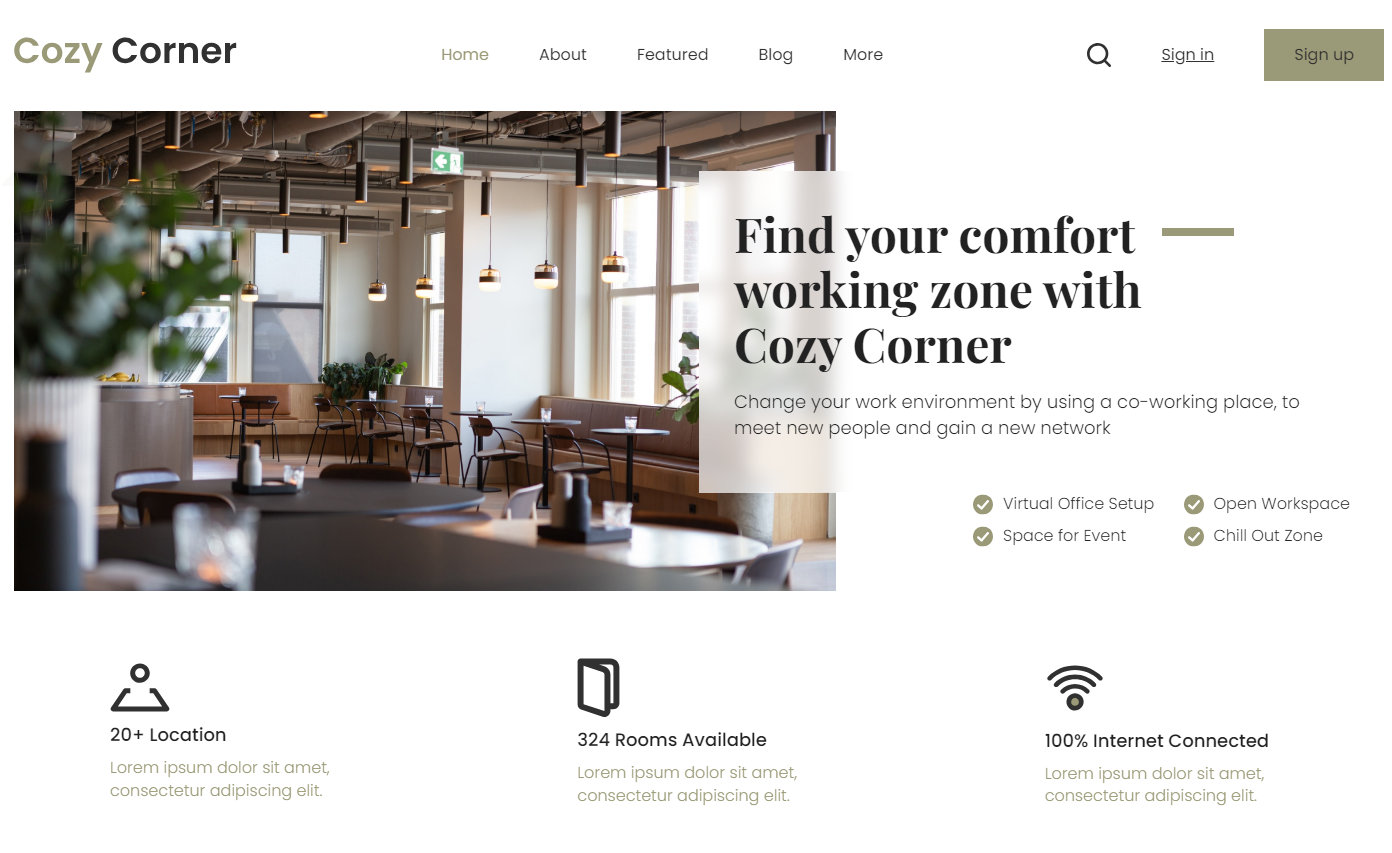 Cozy Corner
Home About Featured Blog More
Sign in
Sign up
Find your comfort
working zone with
Cozy Corner
Change your work environment by using a co-working place, to
meet new people and gain a new network
Virtual Office Setup
Open Workspace
Space for Event
Chill Out Zone
20+ Location
Lorem ipsum dolor sit amet,
consectetur adipiscing elit.
324 Rooms Available
Lorem ipsum dolor sit amet,
consectetur adipiscing elit.
100% Internet Connected
Lorem ipsum dolor sit amet,
consectetur adipiscing elit.